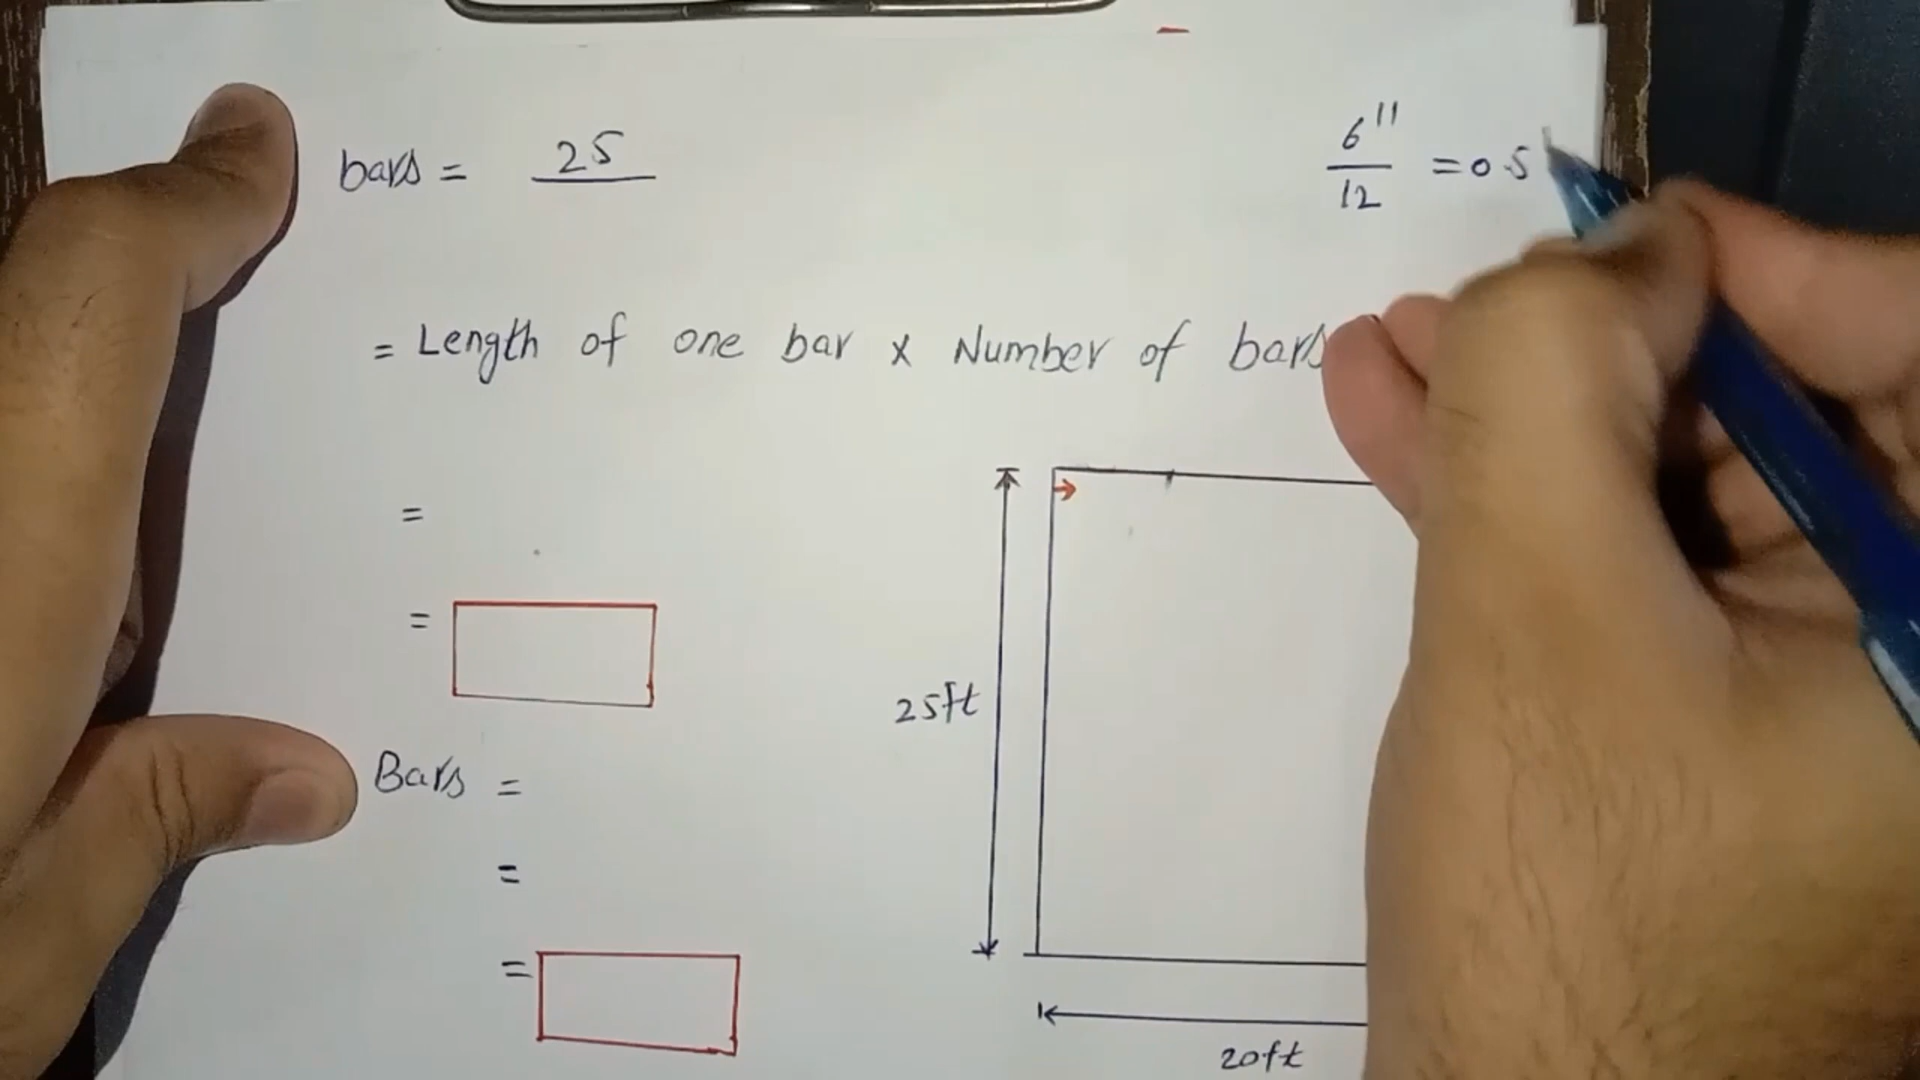 bars = 25
6"
12
= 0.5
= Length of one bar x Number of bars
=
=
25ft
Bars =
=
=
20ft